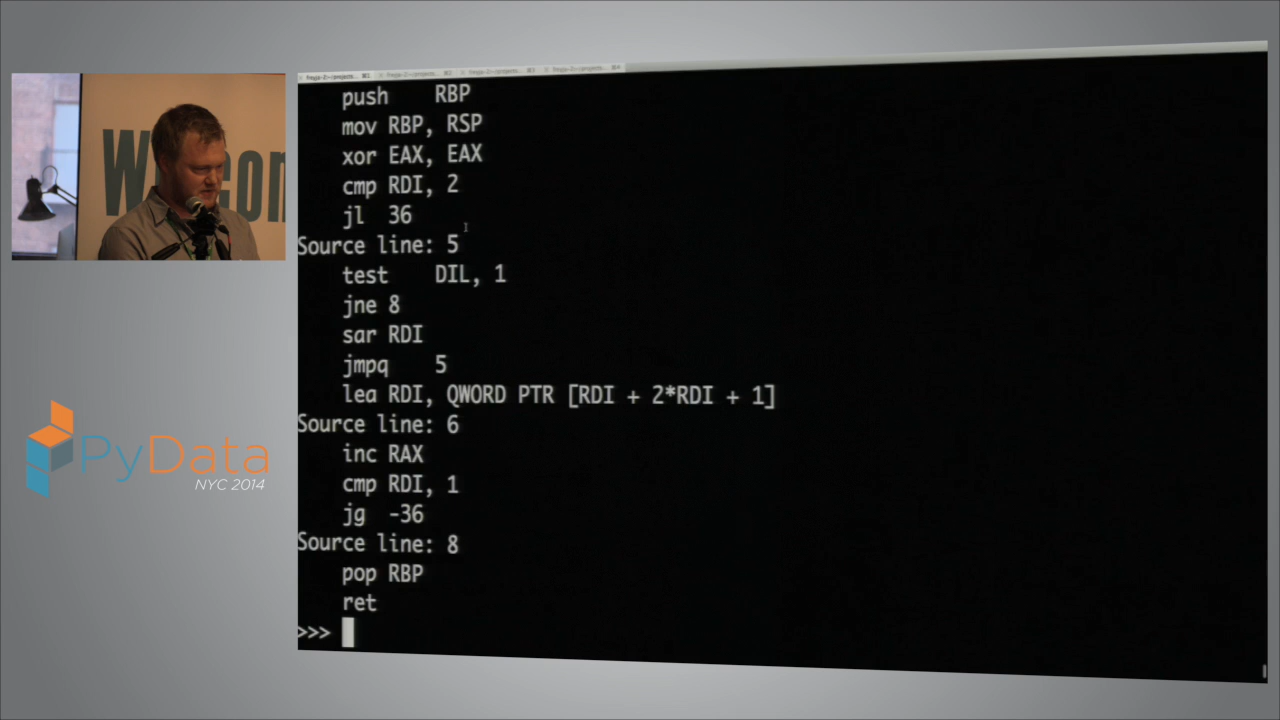 push RBP
mov RBP, RSP
xor EAX, EAX
cmp RDI, 2
jl 36
Source line: 5
test DIL, 1
jne 8
sar RDI
jmpq 5
lea RDI, QWORD PTR [RDI + 2*RDI + 1]
Source line: 6
inc RAX
cmp RDI, 1
jg -36
Source line: 8
pop RBP
ret
>>>
PyData
NYC 2014